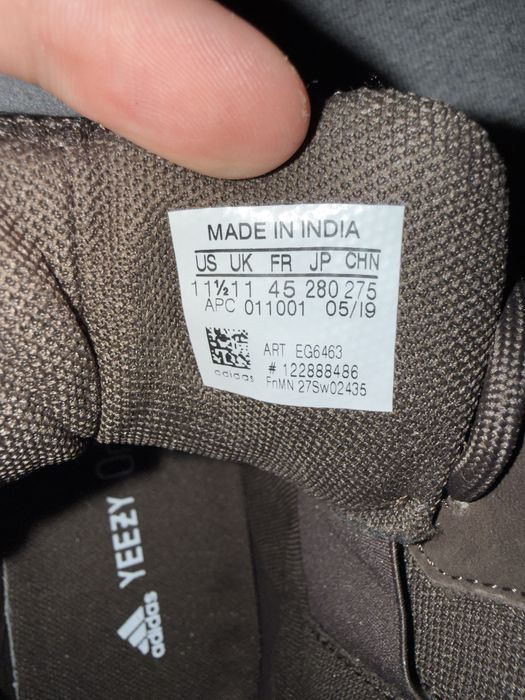 MADE IN INDIA
US UK FR JP CHN
11½ 11 45 280 275
APC 011001 05/19
ART EG6463
# 122888486
adidas
FnMN 27Sw02435
YEEZY
adidas